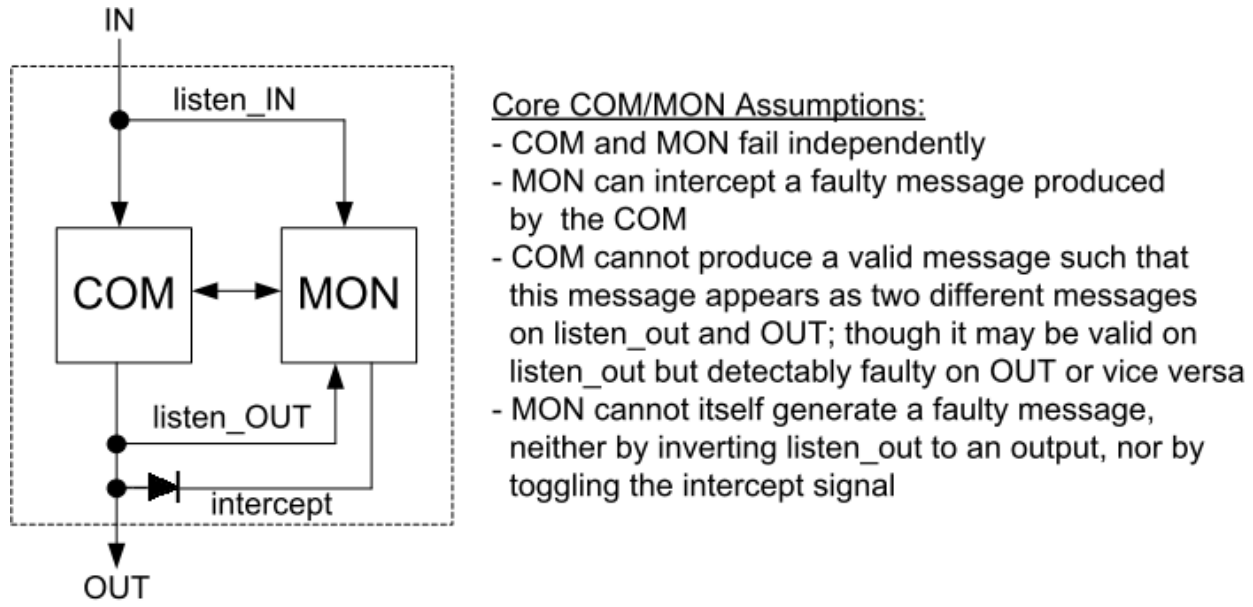 IN
listen_IN
COM
MON
listen_OUT
intercept
OUT
Core COM/MON Assumptions:
- COM and MON fail independently
- MON can intercept a faulty message produced
by the COM
- COM cannot produce a valid message such that
this message appears as two different messages
on listen_out and OUT; though it may be valid on
listen_out but detectably faulty on OUT or vice versa
- MON cannot itself generate a faulty message,
neither by inverting listen_out to an output, nor by
toggling the intercept signal